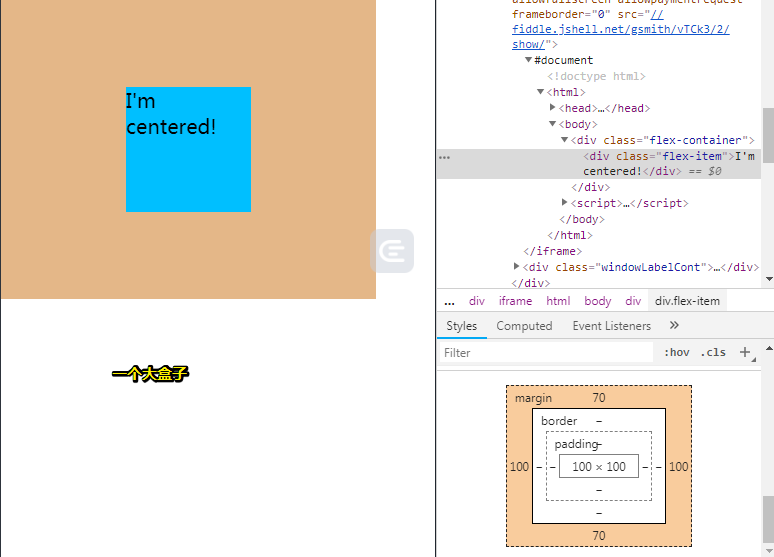 I'm
centered!
一个大盒子
allowfullscreen allowpaymentrequest
frameborder="0" src="//
fiddle.jshell.net/gsmith/vTCk3/2/
show/">
▼#document
<!doctype html>
▼<html>
▶<head>…</head>
▼<body>
▼<div class="flex-container">
… <div class="flex-item">I'm
centered!</div> == $0
</div>
▶<script>…</script>
</body>
</html>
</iframe>
▶<div class="windowLabelCont">…</div>
</div>
... div iframe html body div div.flex-item
Styles Computed Event Listeners »
Filter :hov .cls +
margin 70
border –
padding –
100 – – 100 × 100 – – 100
–
–
70